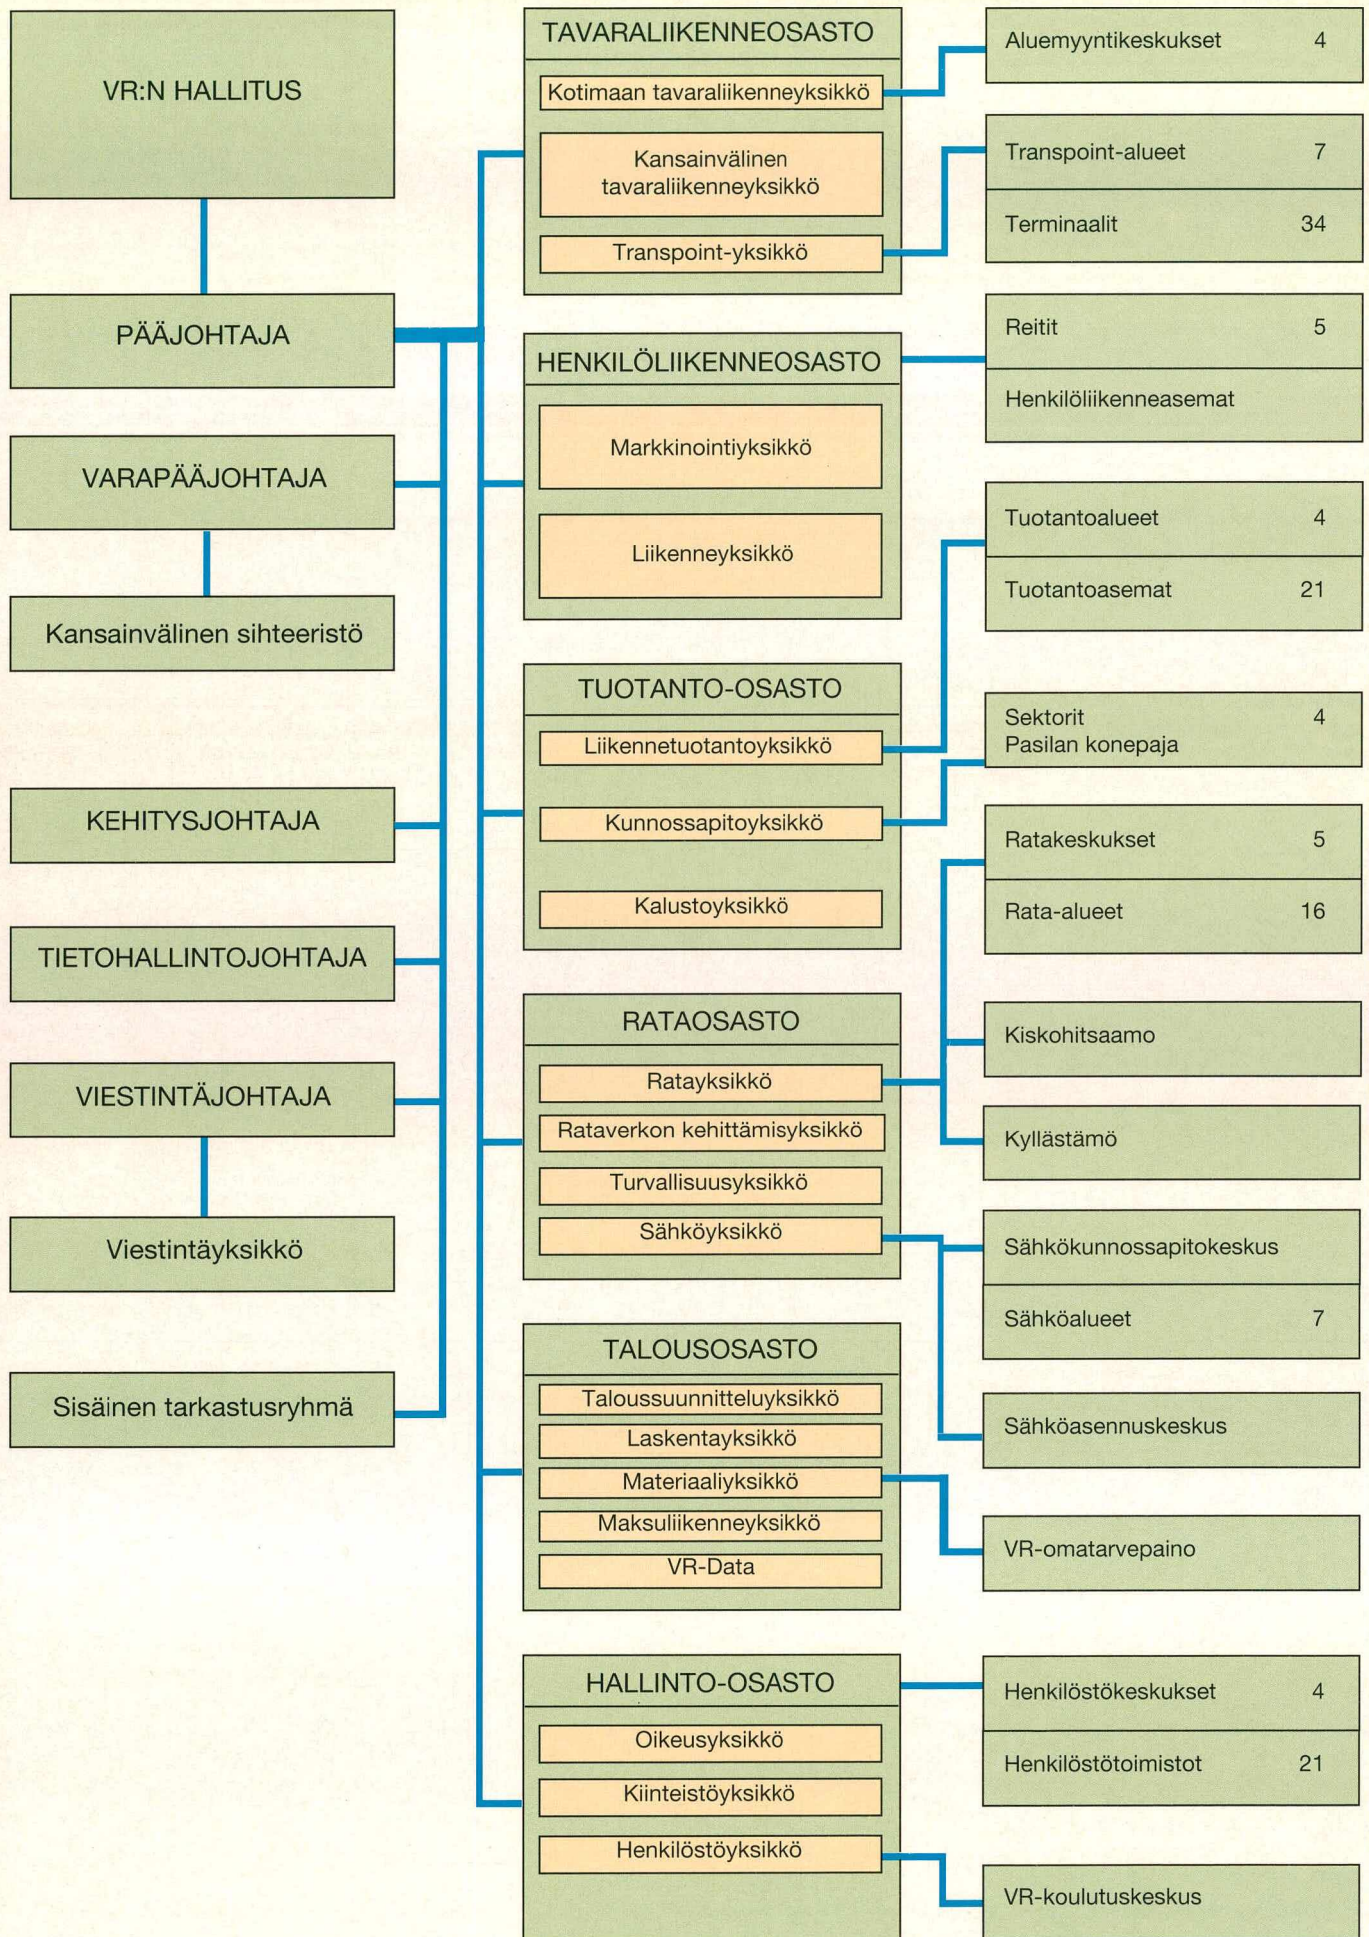 VR:N HALLITUS
PÄÄJOHTAJA
VARAPÄÄJOHTAJA
Kansainvälinen sihteeristö
KEHITYSJOHTAJA
TIETOHALLINTOJOHTAJA
VIESTINTÄJOHTAJA
Viestintäyksikkö
Sisäinen tarkastusryhmä
TAVARALIIKENNEOSASTO
Kotimaan tavaraliikenneyksikkö
Kansainvälinen
tavaraliikenneyksikkö
Transpoint-yksikkö
HENKILÖLIIKENNEOSASTO
Markkinointiyksikkö
Liikenneyksikkö
TUOTANTO-OSASTO
Liikennetuotantoyksikkö
Kunnossapitoyksikkö
Kalustoyksikkö
RATAOSASTO
Ratayksikkö
Rataverkon kehittämisyksikkö
Turvallisuusyksikkö
Sähköyksikkö
TALOUSOSASTO
Taloussuunnitteluyksikkö
Laskentayksikkö
Materiaaliyksikkö
Maksuliikenneyksikkö
VR-Data
HALLINTO-OSASTO
Oikeusyksikkö
Kiinteistöyksikkö
Henkilöstöyksikkö
Aluemyyntikeskukset 4
Transpoint-alueet 7
Terminaalit 34
Reitit 5
Henkilöliikenneasemat
Tuotantoalueet 4
Tuotantoasemat 21
Sektorit 4
Pasilan konepaja
Ratakeskukset 5
Rata-alueet 16
Kiskohitsaamo
Kyllästämö
Sähkökunnossapitokeskus
Sähköalueet 7
Sähköasennuskeskus
VR-omatarvepaino
Henkilöstökeskukset 4
Henkilöstötoimistot 21
VR-koulutuskeskus